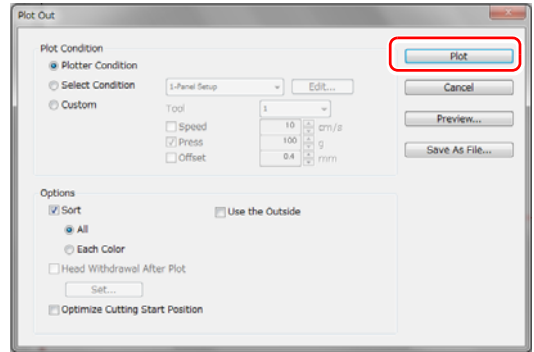 Plot Out
Plot Condition
Plotter Condition
Select Condition 1-Panel Setup Edit...
Custom Tool 1
Speed 10 cm/s
Press 100 g
Offset 0.4 mm
Plot
Cancel
Preview...
Save As File...
Options
Sort Use the Outside
All
Each Color
Head Withdrawal After Plot
Set...
Optimize Cutting Start Position